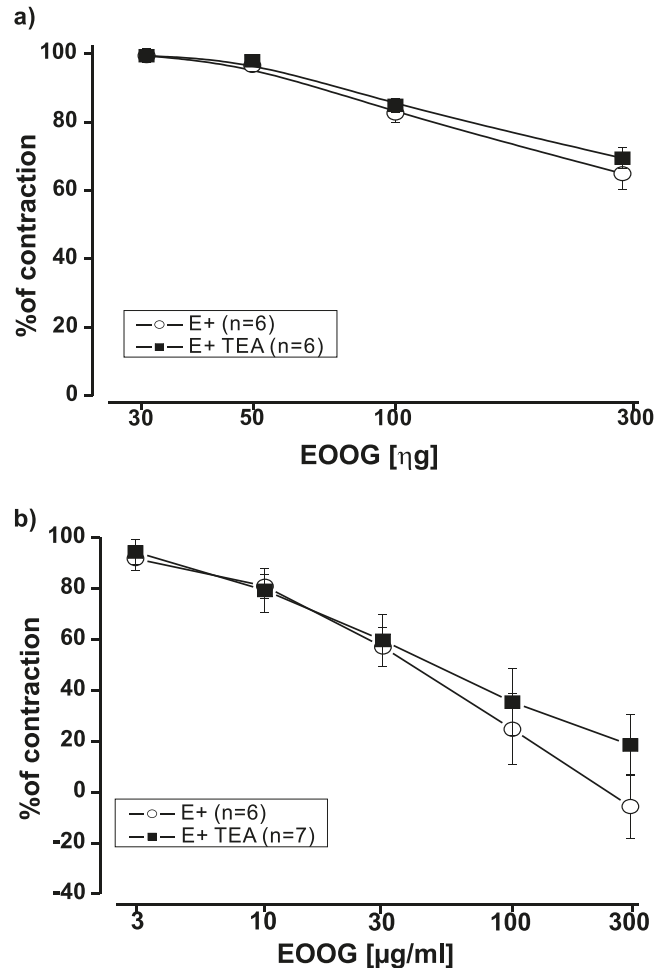 a)
100
80
60
40
20
0
%of contraction
E+ (n=6)
E+ TEA (n=6)
30 50 100 300
EOOG [ηg]
b)
100
80
60
40
20
0
-20
-40
%of contraction
E+ (n=6)
E+ TEA (n=7)
3 10 30 100 300
EOOG [µg/ml]